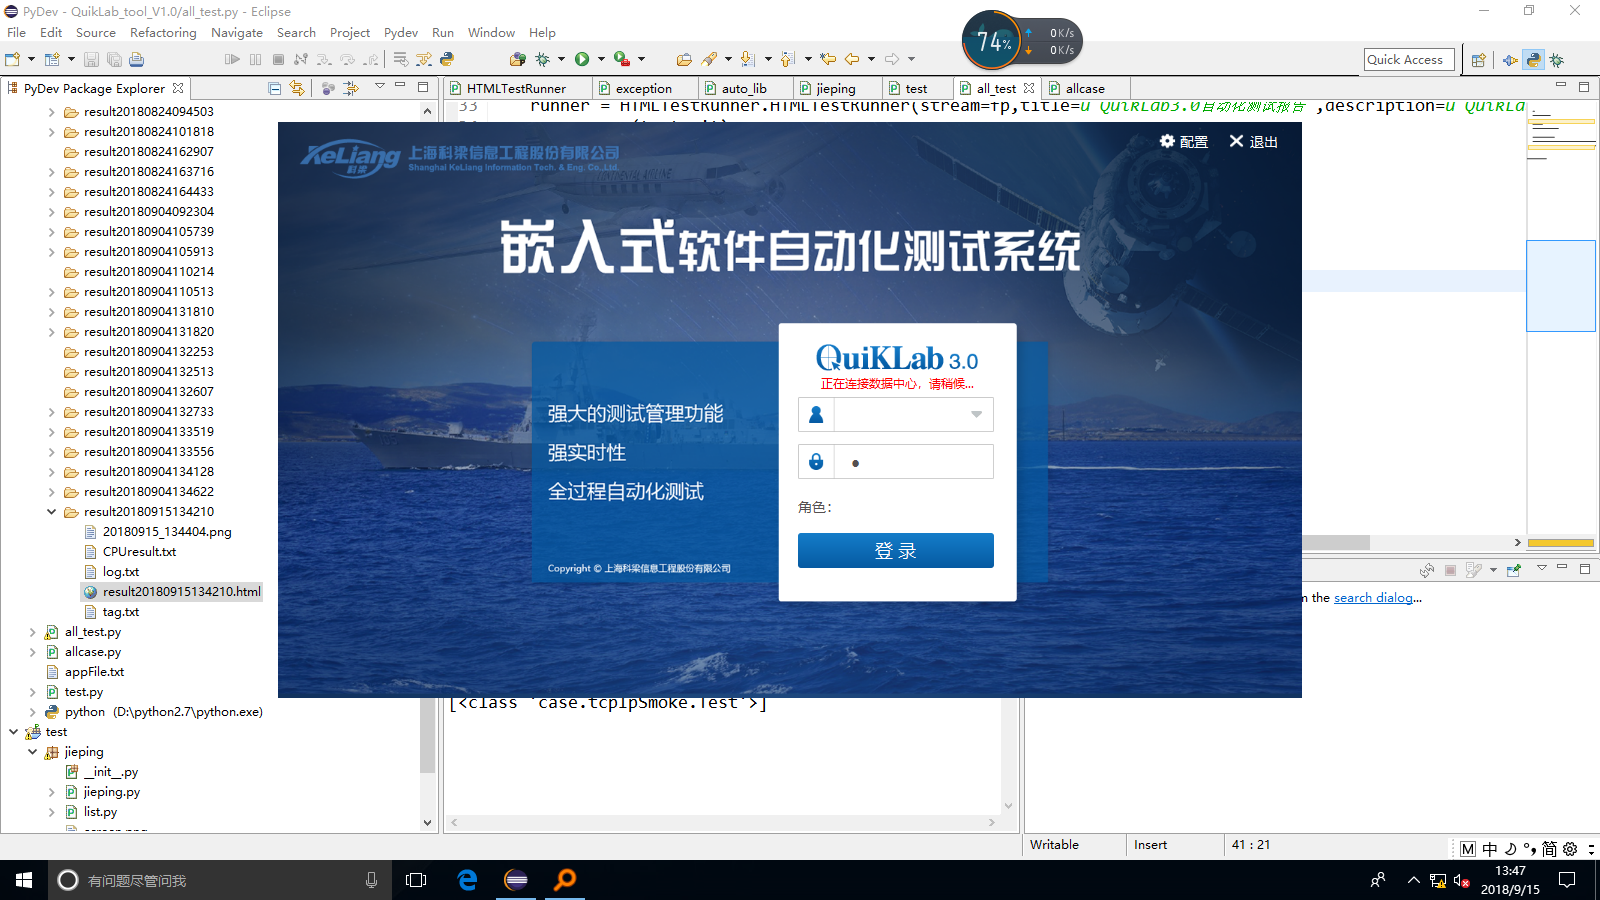 PyDev - QuikLab_tool_V1.0/all_test.py - Eclipse
File Edit Source Refactoring Navigate Search Project Pydev Run Window Help
74%
0K/s
0K/s
Quick Access
PyDev Package Explorer
HTMLTestRunner
exception
auto_lib
jieping
test
all_test
allcase
33 runner = HTMLTestRunner.HTMLTestRunner(stream=fp,title=u'QuikLab3.0自动化测试报告',description=u'QuikLa
result20180824094503
result20180824101818
result20180824162907
result20180824163716
result20180824164433
result20180904092304
result20180904105739
result20180904105913
result20180904110214
result20180904110513
result20180904131810
result20180904131820
result20180904132253
result20180904132513
result20180904132607
result20180904132733
result20180904133519
result20180904133556
result20180904134128
result20180904134622
result20180915134210
20180915_134404.png
CPUresult.txt
log.txt
result20180915134210.html
tag.txt
all_test.py
allcase.py
appFile.txt
test.py
python (D:\python2.7\python.exe)
test
jieping
__init__.py
jieping.py
list.py
KeLiang
科梁
上海科梁信息工程股份有限公司
Shanghai KeLiang Information Tech. & Eng. Co.,Ltd.
配置
退出
嵌入式软件自动化测试系统
强大的测试管理功能
强实时性
全过程自动化测试
Copyright © 上海科梁信息工程股份有限公司
QuiKLab 3.0
正在连接数据中心，请稍候...
●
角色：
登 录
the search dialog...
[<class 'case.tcpIpSmoke.Test'>]
Writable
Insert
41 : 21
M 中 简
有问题尽管问我
13:47
2018/9/15